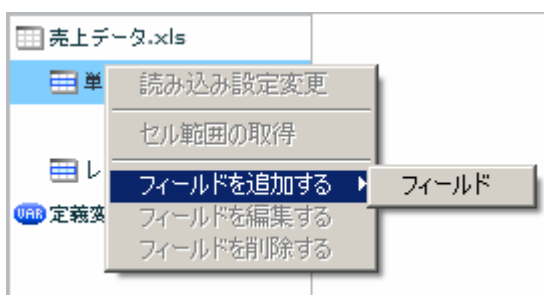 売上データ.xls
単
読み込み設定変更
セル範囲の取得
レ
フィールドを追加する
フィールド
VAR 定義変
フィールドを編集する
フィールドを削除する